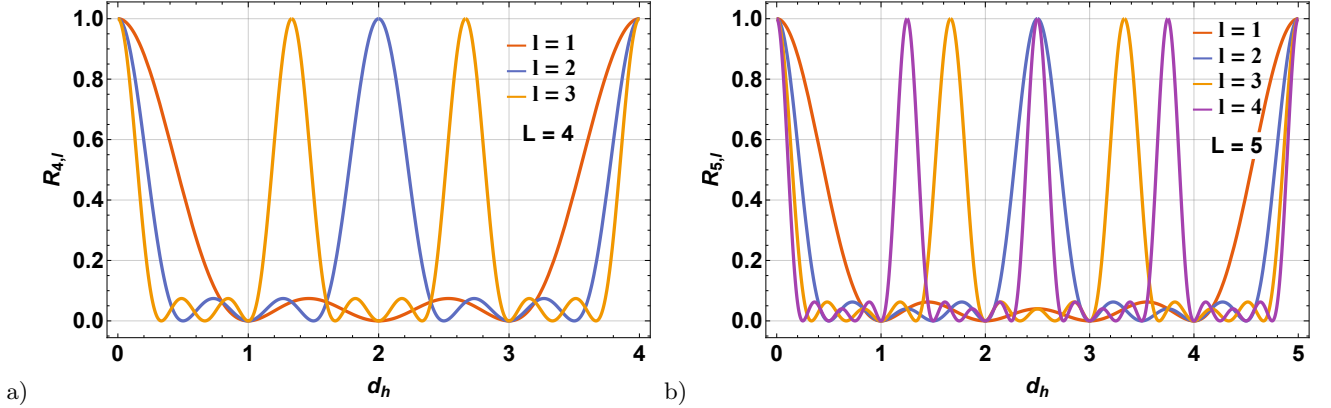 1.0
0.8
0.6
0.4
0.2
0.0
R4,l
l = 1
l = 2
l = 3
L = 4
0 1 2 3 4
dh
a)
1.0
0.8
0.6
0.4
0.2
0.0
R5,l
l = 1
l = 2
l = 3
l = 4
L = 5
0 1 2 3 4 5
dh
b)